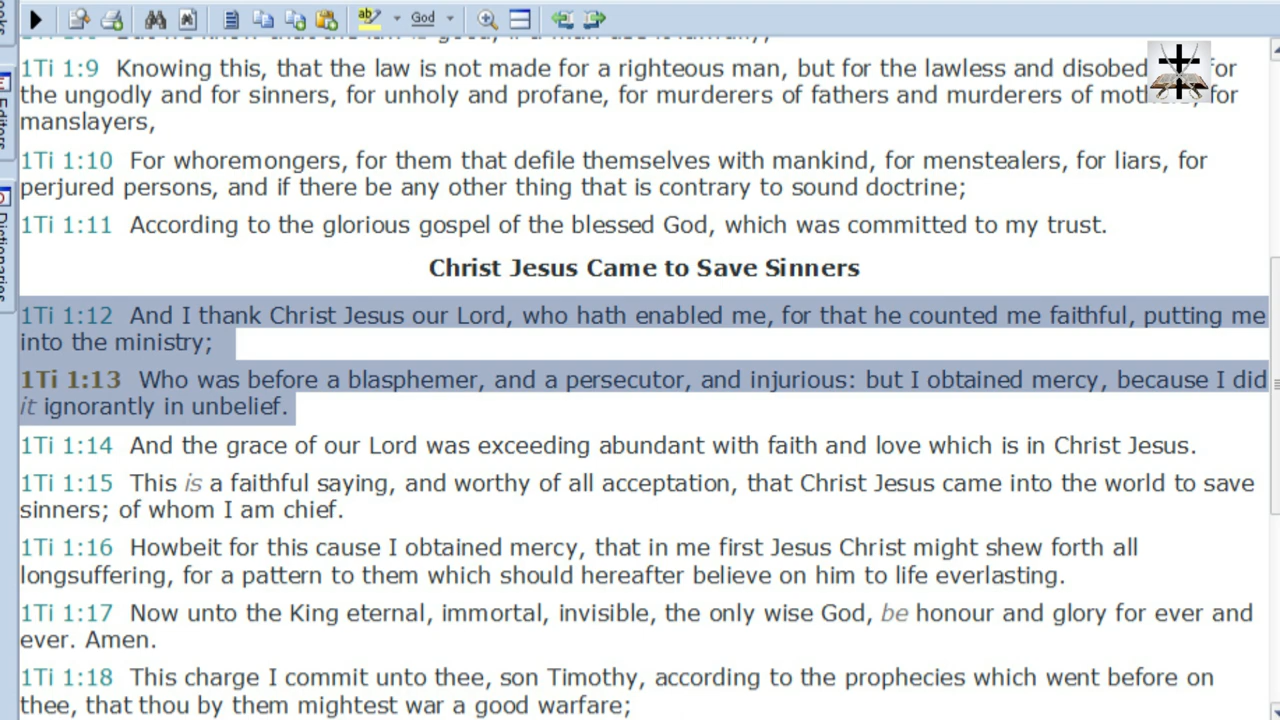 God
1Ti 1:9 Knowing this, that the law is not made for a righteous man, but for the lawless and for
the ungodly and for sinners, for unholy and profane, for murderers of fathers and murderers of for
manslayers,
1Ti 1:10 For whoremongers, for them that defile themselves with mankind, for menstealers, for liars, for
perjured persons, and if there be any other thing that is contrary to sound doctrine;
1Ti 1:11 According to the glorious gospel of the blessed God, which was committed to my trust.
Christ Jesus Came to Save Sinners
1Ti 1:12 And I thank Christ Jesus our Lord, who hath enabled me, for that he counted me faithful, putting me
into the ministry;
1Ti 1:13 Who was before a blasphemer, and a persecutor, and injurious: but I obtained mercy, because I did
it ignorantly in unbelief.
1Ti 1:14 And the grace of our Lord was exceeding abundant with faith and love which is in Christ Jesus.
1Ti 1:15 This is a faithful saying, and worthy of all acceptation, that Christ Jesus came into the world to save
sinners; of whom I am chief.
1Ti 1:16 Howbeit for this cause I obtained mercy, that in me first Jesus Christ might shew forth all
longsuffering, for a pattern to them which should hereafter believe on him to life everlasting.
1Ti 1:17 Now unto the King eternal, immortal, invisible, the only wise God, be honour and glory for ever and
ever. Amen.
1Ti 1:18 This charge I commit unto thee, son Timothy, according to the prophecies which went before on
thee, that thou by them mightest war a good warfare;
Editors
Dictionaries